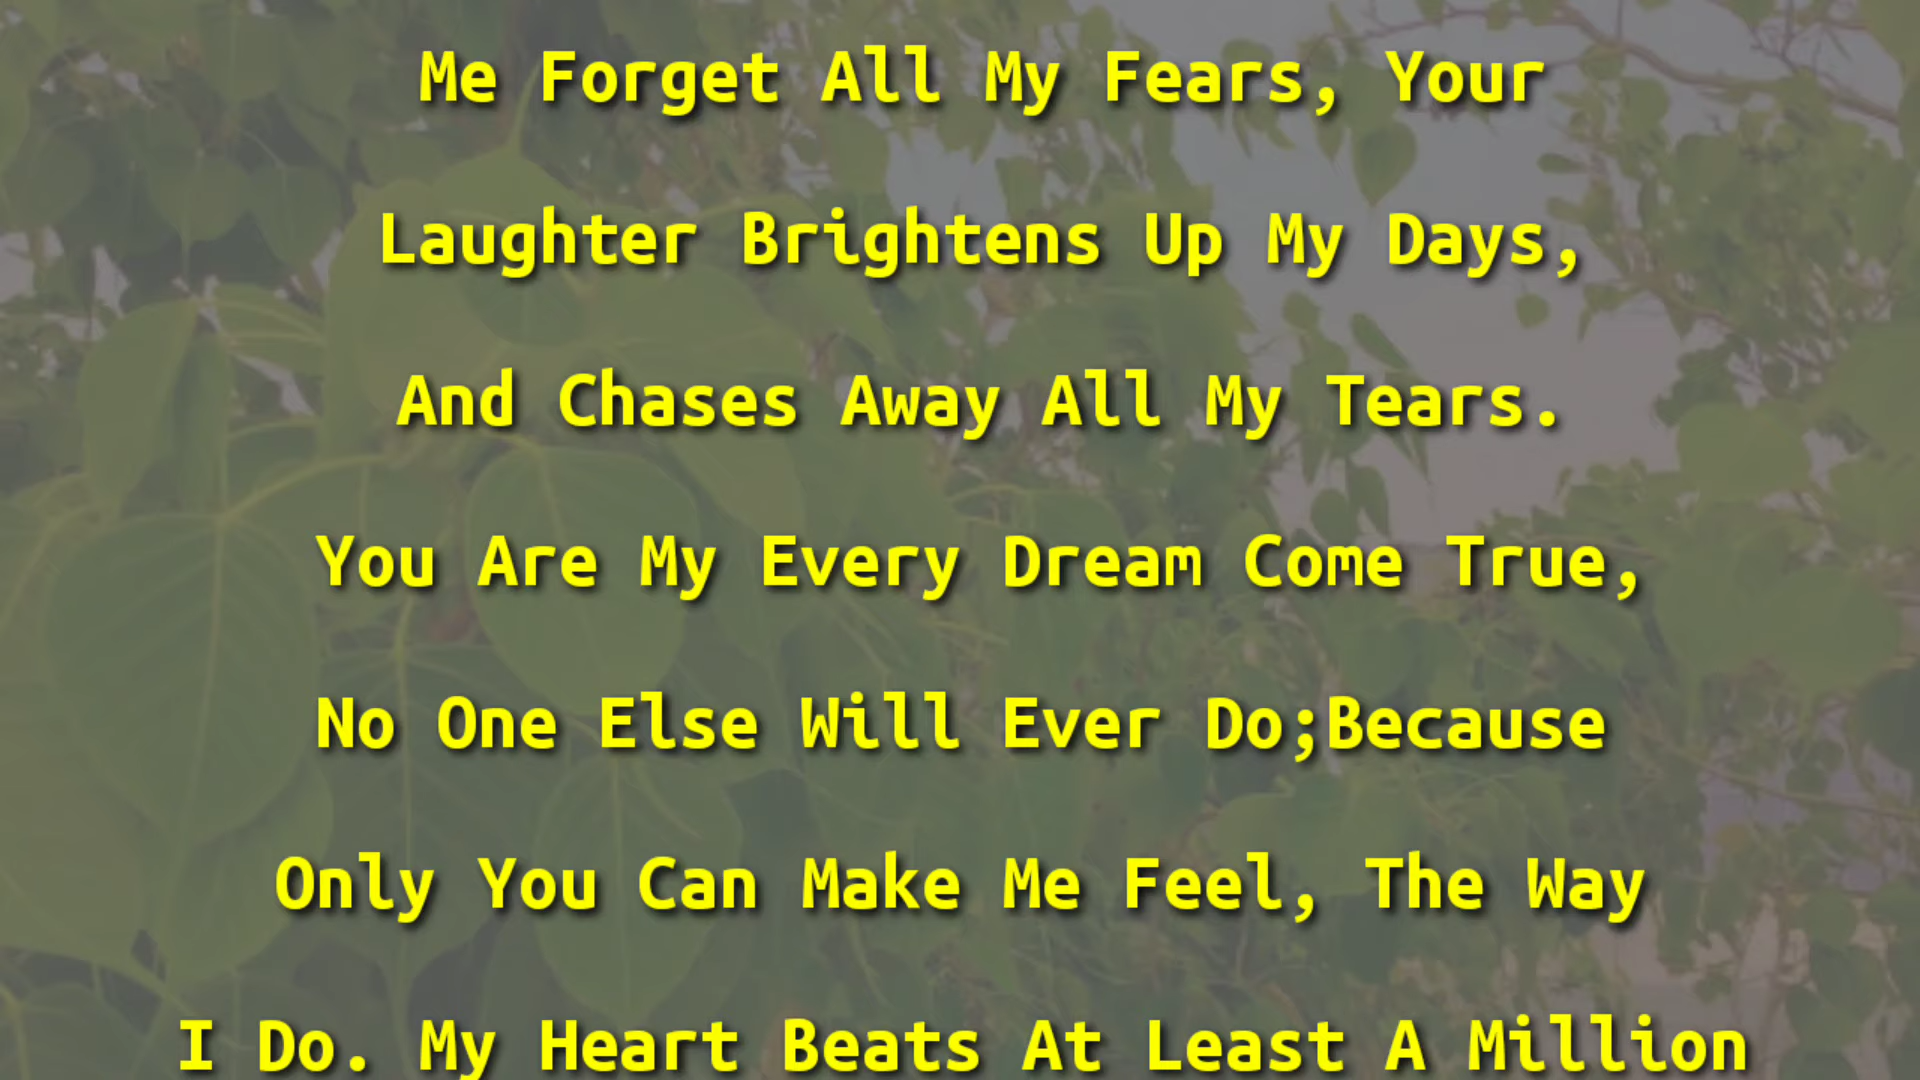 Me Forget All My Fears, Your
Laughter Brightens Up My Days,
And Chases Away All My Tears.
You Are My Every Dream Come True,
No One Else Will Ever Do;Because
Only You Can Make Me Feel, The Way
I Do. My Heart Beats At Least A Million